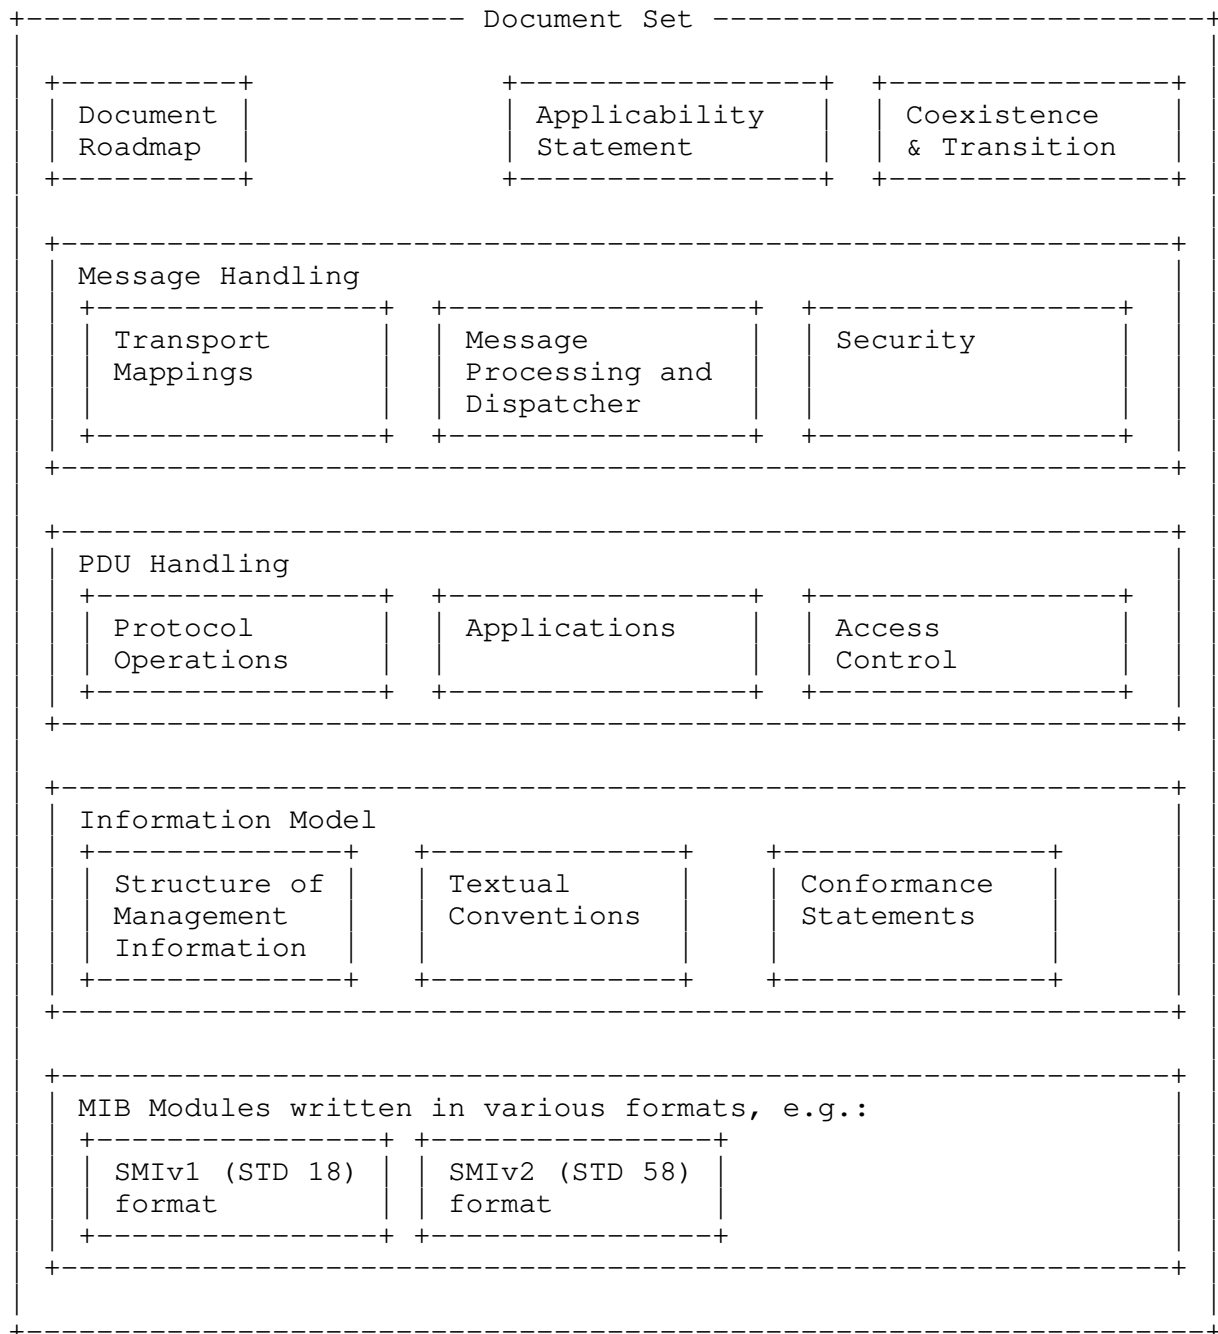 Document Set
Document Applicability Coexistence
Roadmap Statement & Transition
Message Handling
Transport Message Security
Mappings Processing and
Dispatcher
PDU Handling
Protocol Applications Access
Operations Control
Information Model
Structure of Textual Conformance
Management Conventions Statements
Information
MIB Modules written in various formats, e.g.:
SMIv1 (STD 18) SMIv2 (STD 58)
format format